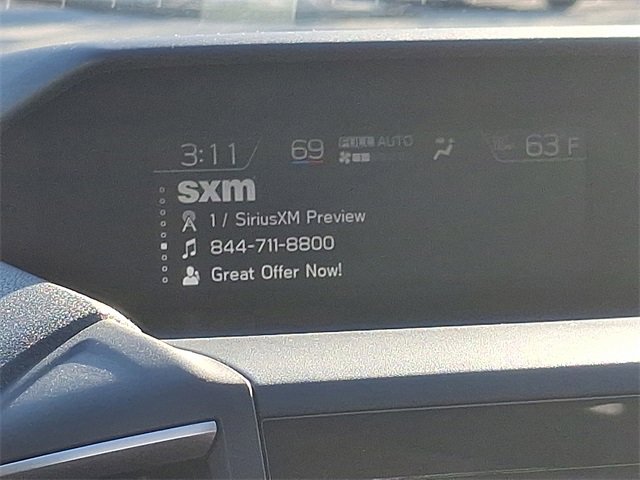 3:11 69 FULL AUTO 63 F
sxm
1 / SiriusXM Preview
844-711-8800
Great Offer Now!